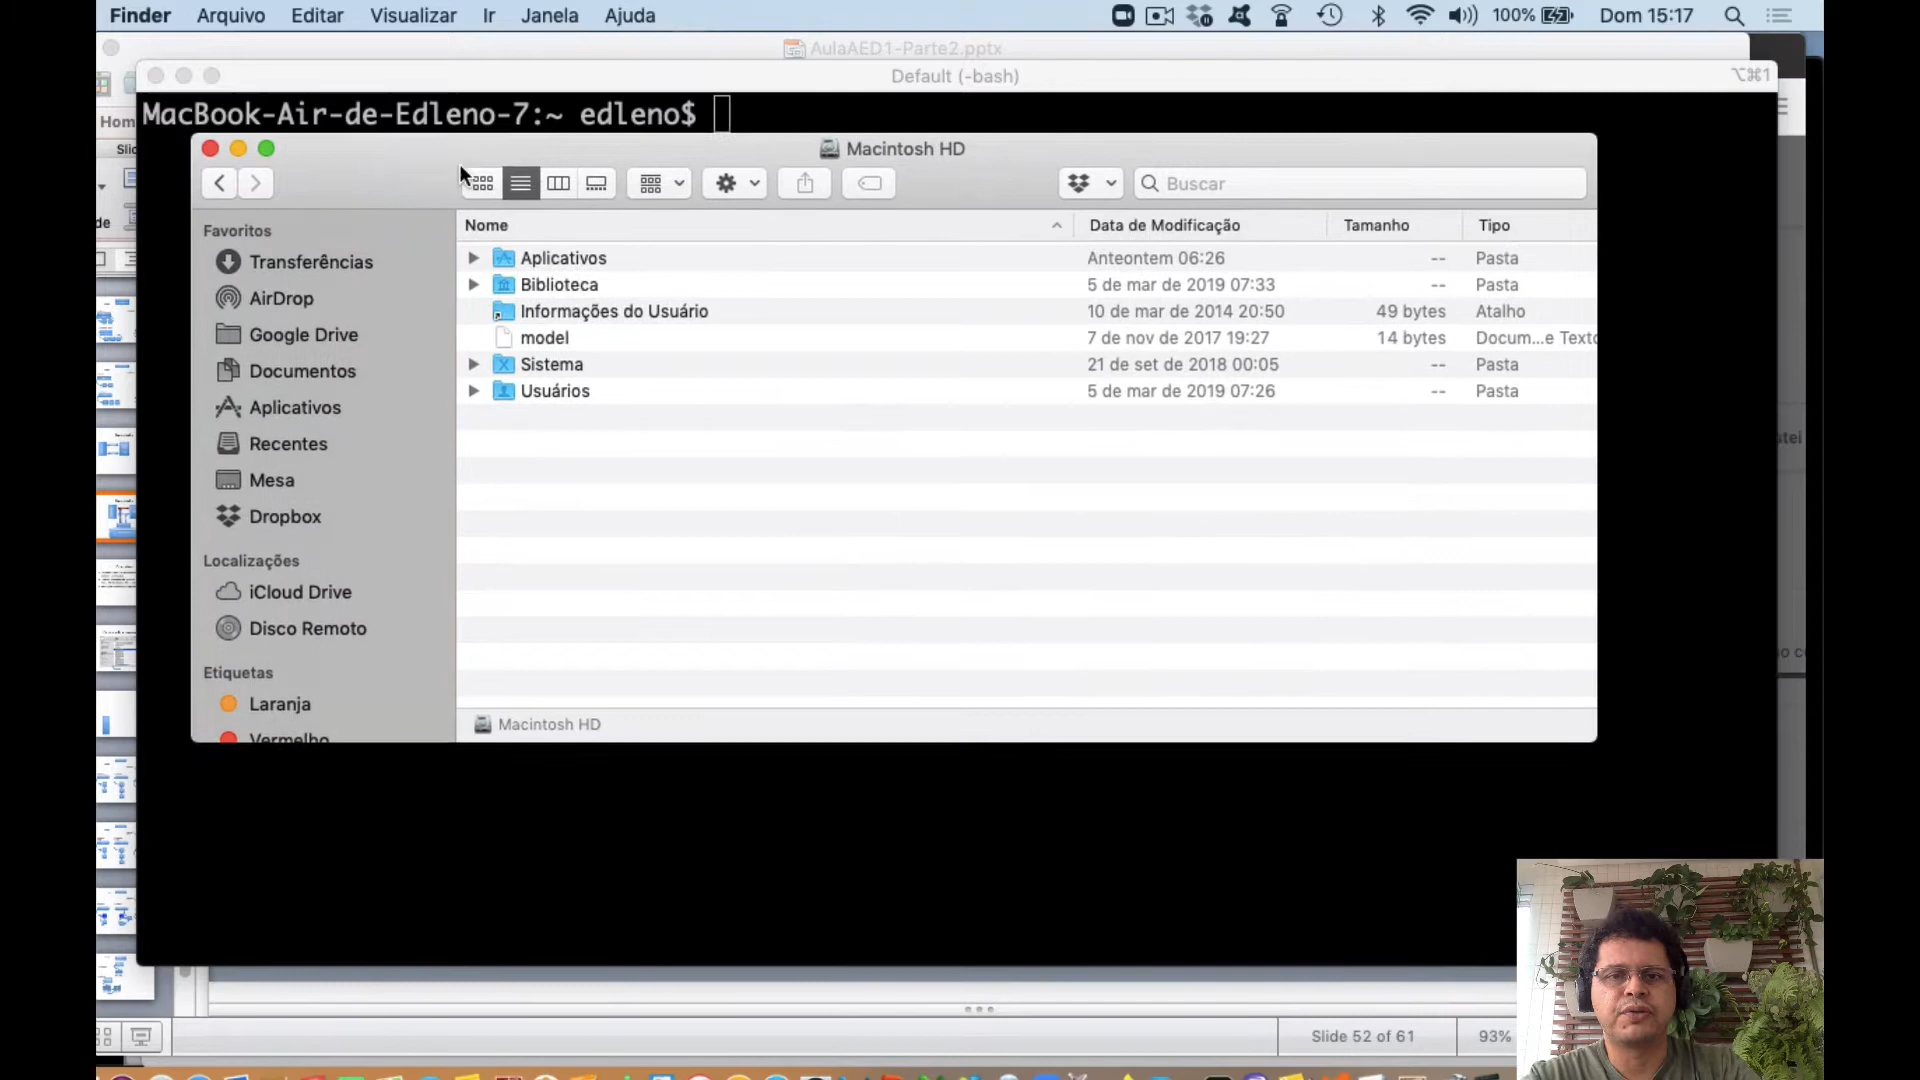 Finder Arquivo Editar Visualizar Ir Janela Ajuda 100% Dom 15:17
AulaAED1-Parte2.pptx
Default (-bash) ⌥⌘1
MacBook-Air-de-Edleno-7:~ edleno$
Hom
Slic
de
Macintosh HD
Buscar
Favoritos
Transferências
AirDrop
Google Drive
Documentos
Aplicativos
Recentes
Mesa
Dropbox
Localizações
iCloud Drive
Disco Remoto
Etiquetas
Laranja
Vermelho
Nome Data de Modificação Tamanho Tipo
Aplicativos Anteontem 06:26 -- Pasta
Biblioteca 5 de mar de 2019 07:33 -- Pasta
Informações do Usuário 10 de mar de 2014 20:50 49 bytes Atalho
model 7 de nov de 2017 19:27 14 bytes Docum...e Texto
Sistema 21 de set de 2018 00:05 -- Pasta
Usuários 5 de mar de 2019 07:26 -- Pasta
Macintosh HD
Slide 52 of 61 93%